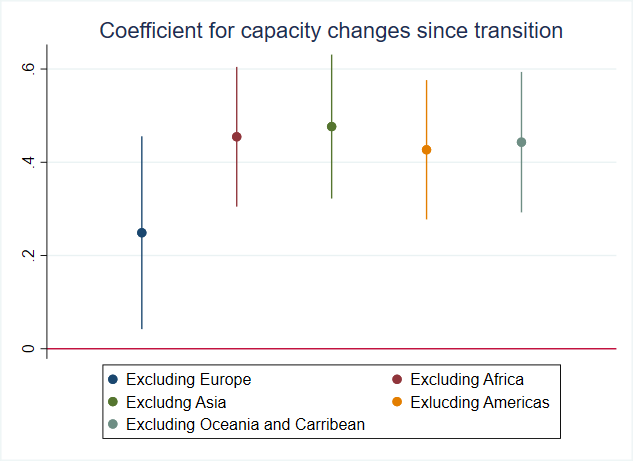 Coefficient for capacity changes since transition
.6
.4
.2
0
Excluding Europe
Excluding Africa
Excludng Asia
Exlucding Americas
Excluding Oceania and Carribean